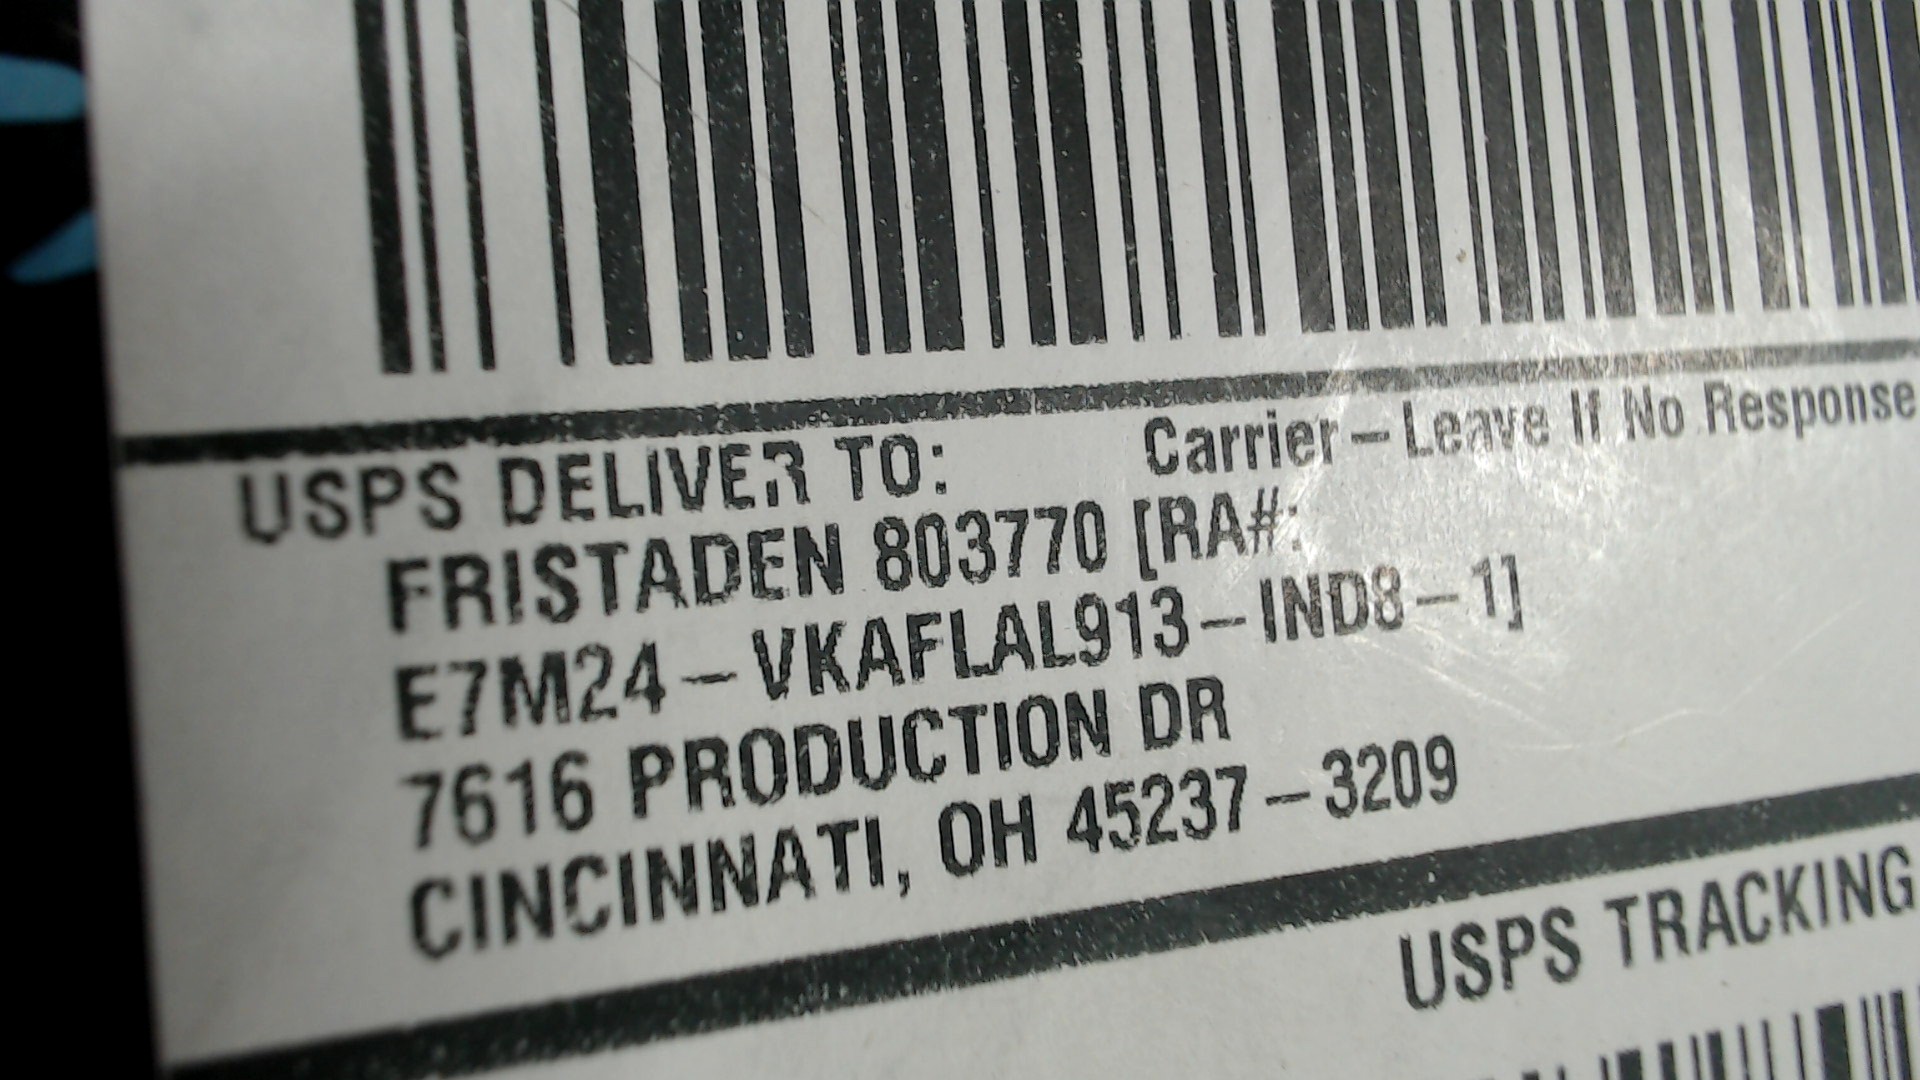 Carrier – Leave If No Response
USPS DELIVER TO:
FRISTADEN 803770 [RA#:
E7M24 – VKAFLAL913 – IND8 – 1]
7616 PRODUCTION DR
CINCINNATI, OH 45237 – 3209
USPS TRACKING